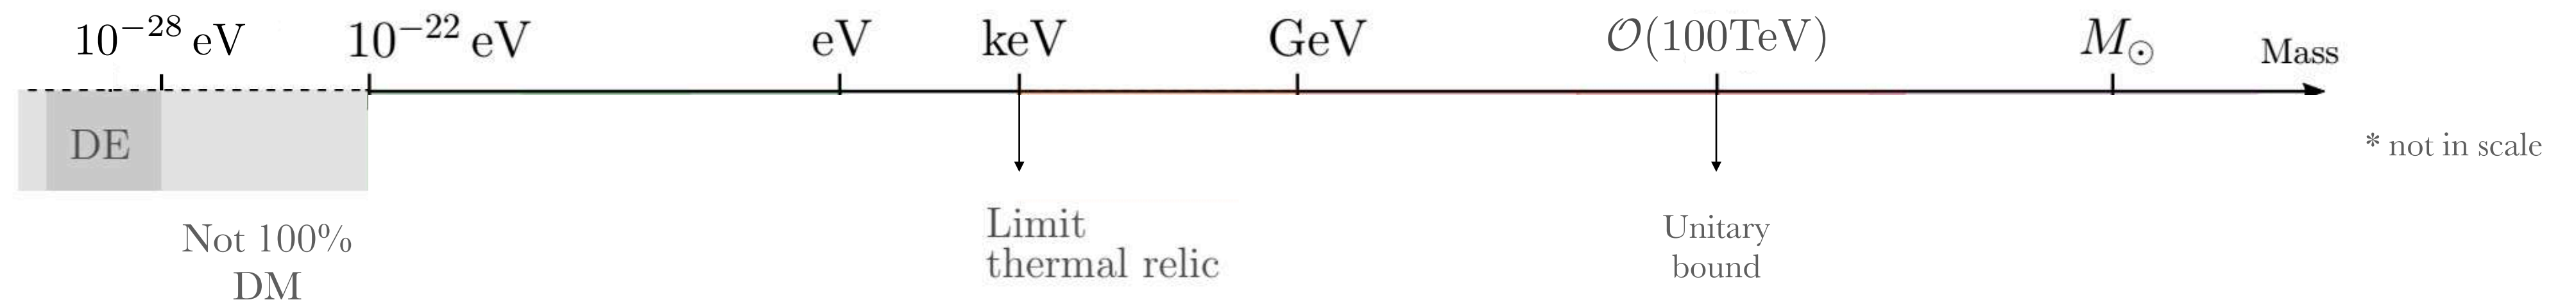 10⁻²⁸ eV
10⁻²² eV
eV
keV
GeV
𝒪(100TeV)
M☉
Mass
DE
* not in scale
Not 100%
DM
Limit
thermal relic
Unitary
bound